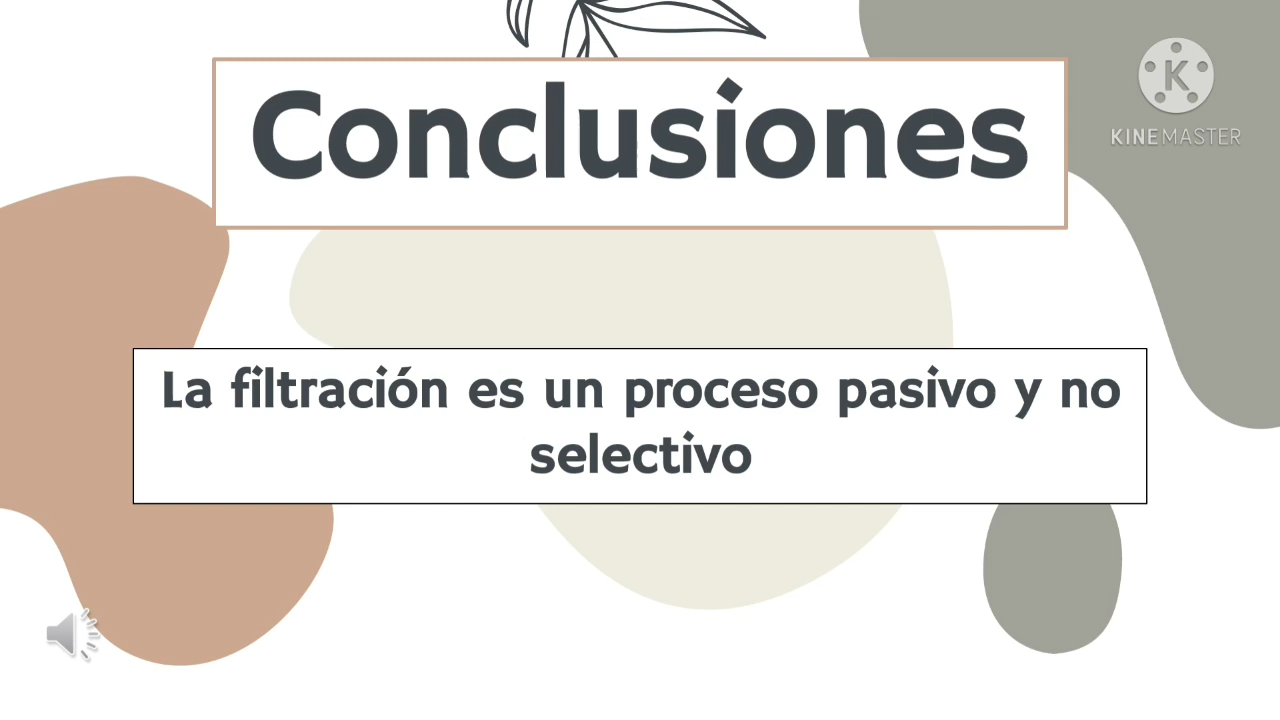 Conclusiones
K
KINEMASTER
La filtración es un proceso pasivo y no
selectivo